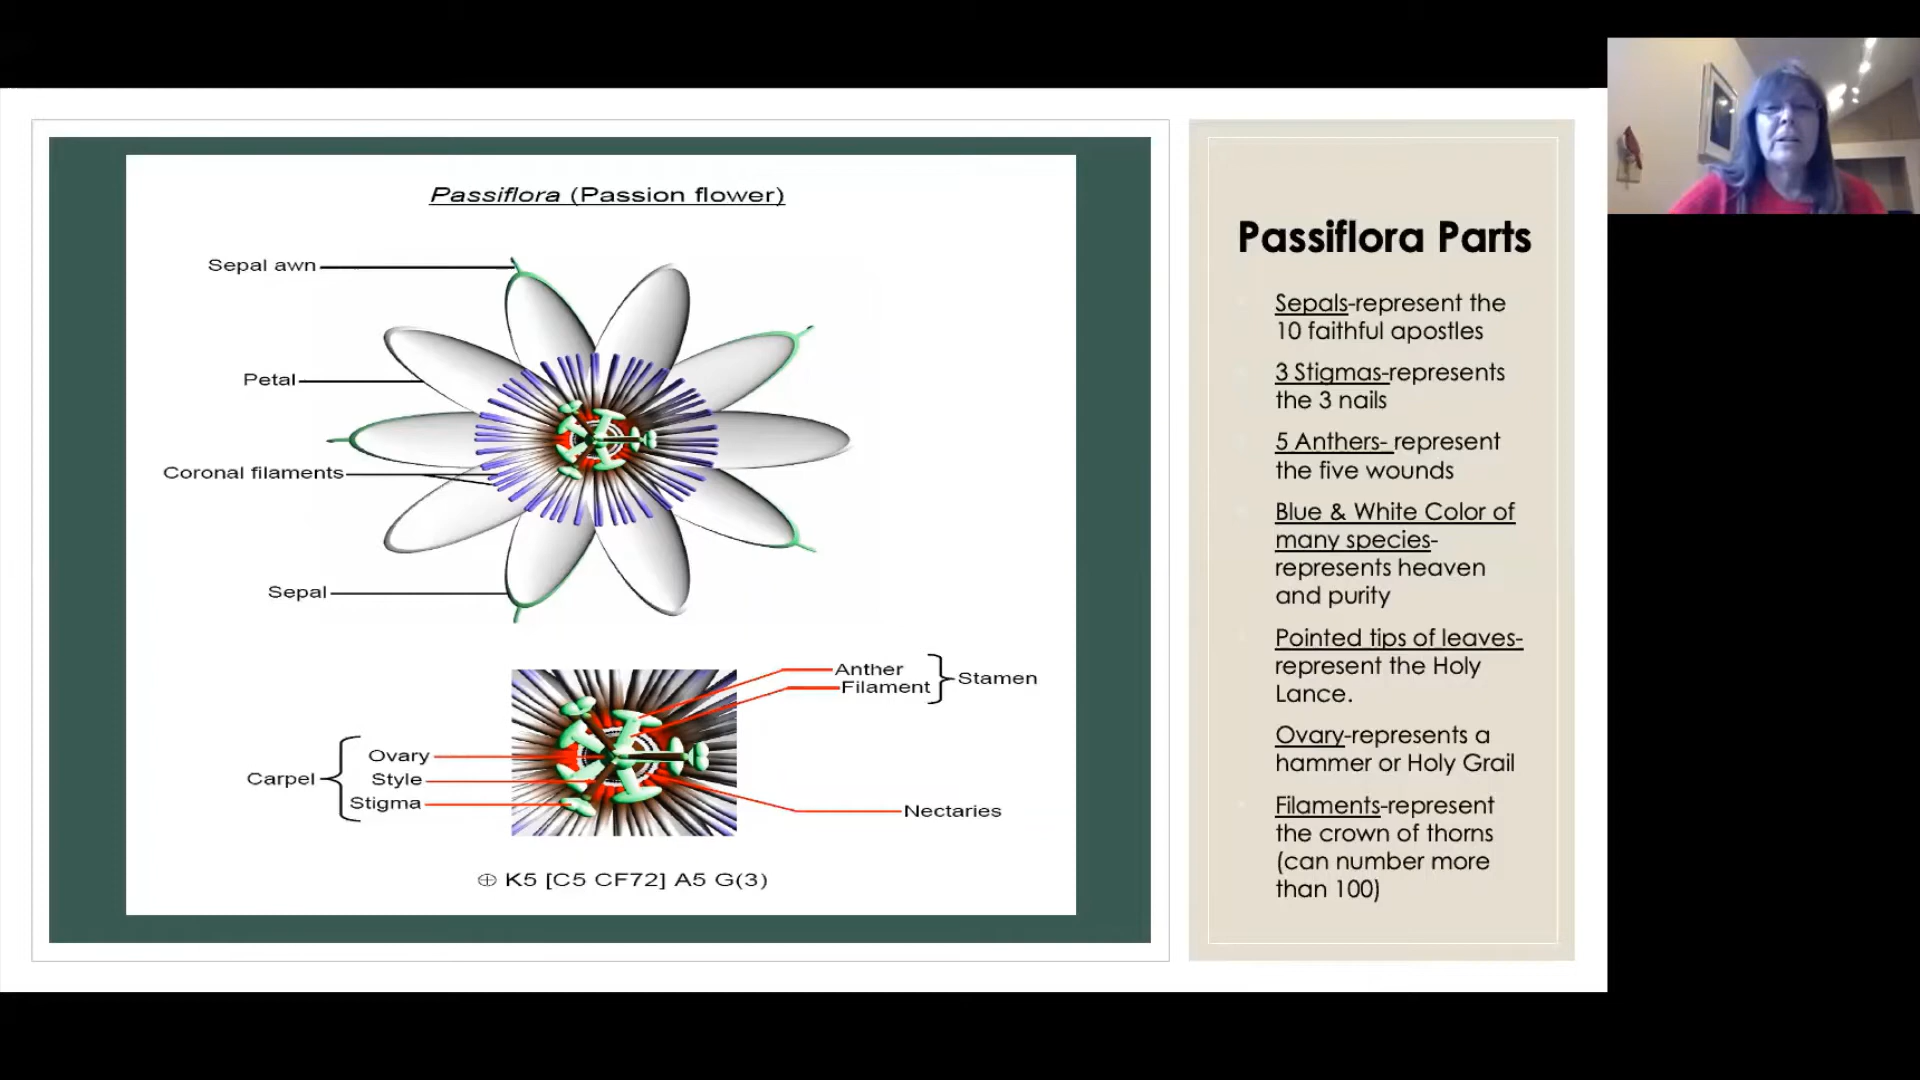 Passiflora (Passion flower)
Sepal awn
Petal
Coronal filaments
Sepal
Anther
Filament
Stamen
Ovary
Carpel
Style
Stigma
Nectaries
⊕ K5 [C5 CF72] A5 G(3)
Passiflora Parts
Sepals-represent the
10 faithful apostles
3 Stigmas-represents
the 3 nails
5 Anthers- represent
the five wounds
Blue & White Color of
many species-
represents heaven
and purity
Pointed tips of leaves-
represent the Holy
Lance.
Ovary-represents a
hammer or Holy Grail
Filaments-represent
the crown of thorns
(can number more
than 100)